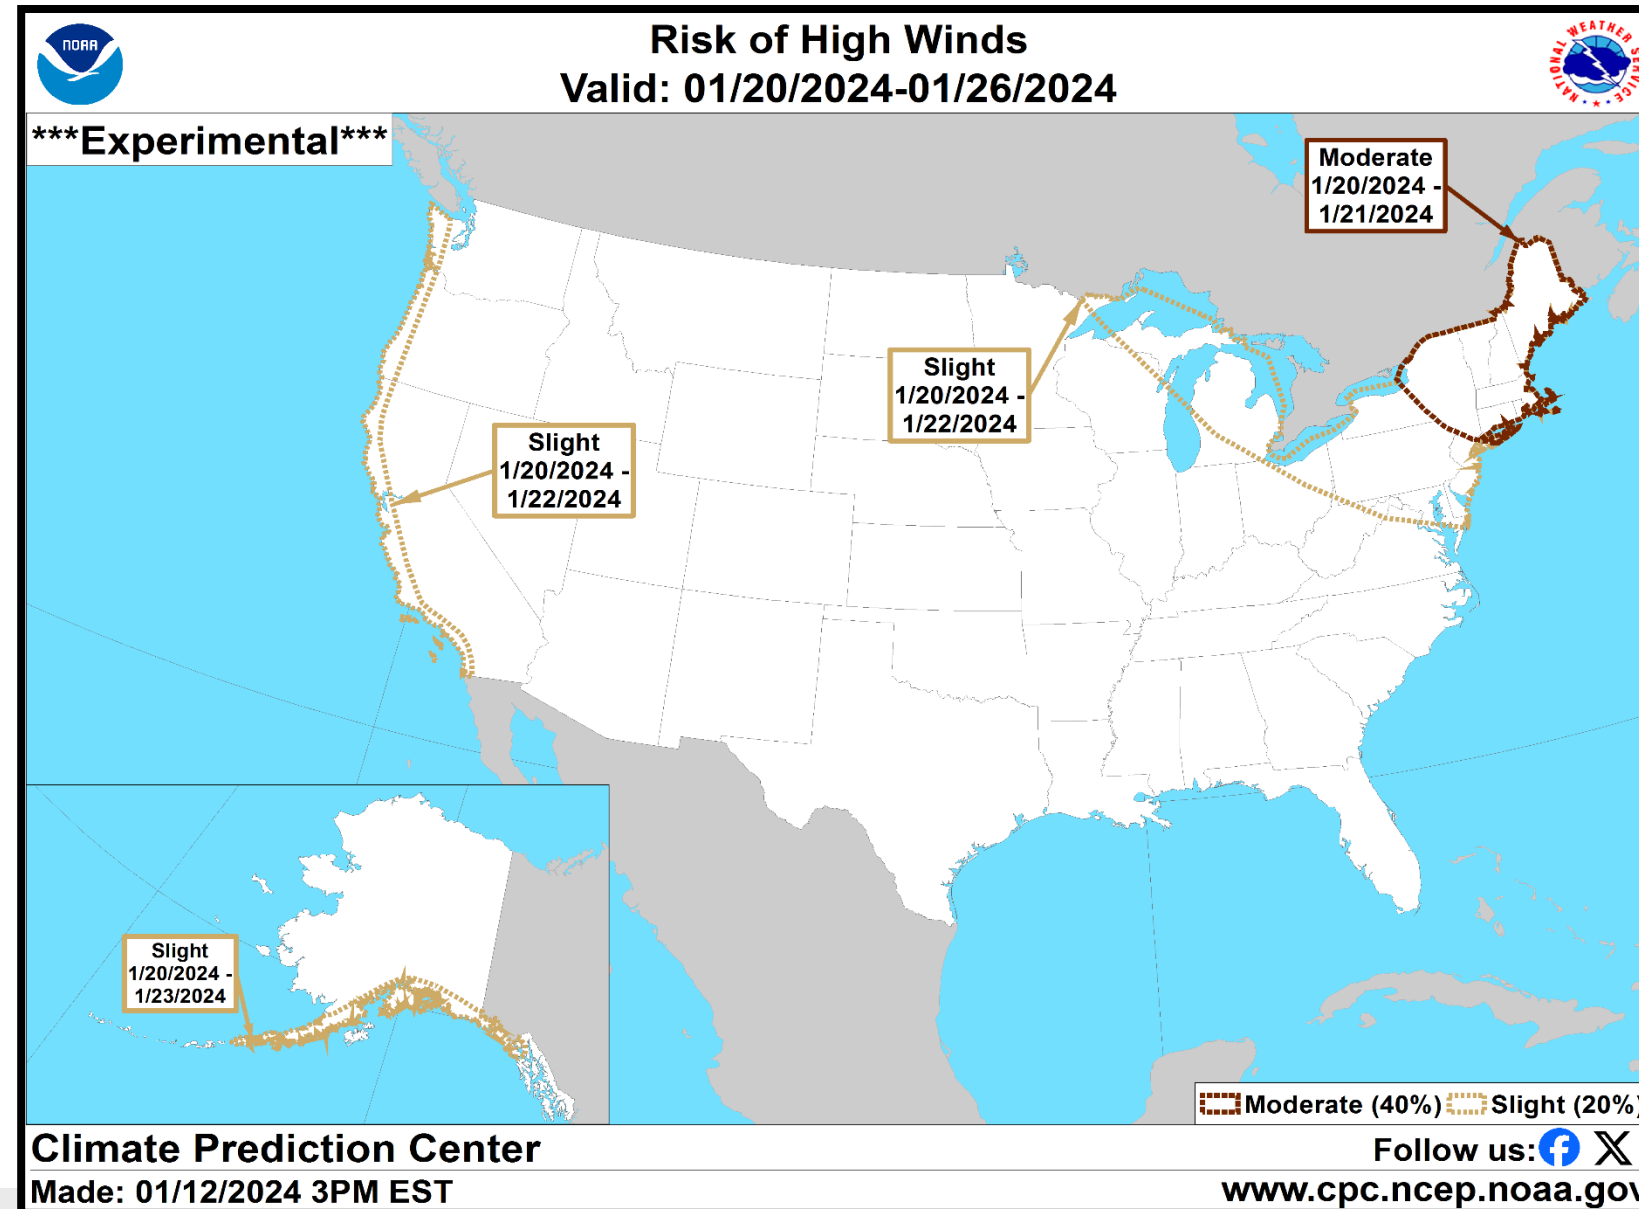 NOAA
Risk of High Winds
Valid: 01/20/2024-01/26/2024
NATIONAL WEATHER SERVICE
***Experimental***
Moderate
1/20/2024 -
1/21/2024
Slight
1/20/2024 -
1/22/2024
Slight
1/20/2024 -
1/22/2024
Slight
1/20/2024 -
1/23/2024
Moderate (40%) Slight (20%)
Climate Prediction Center
Follow us:
Made: 01/12/2024 3PM EST
www.cpc.ncep.noaa.gov